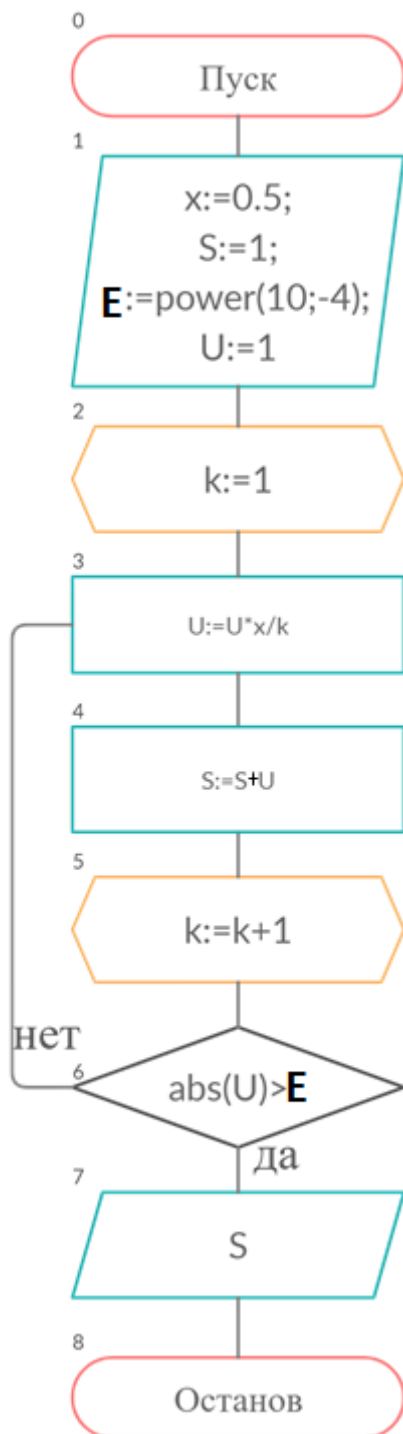 0
Пуск
1
x:=0.5;
S:=1;
E:=power(10;-4);
U:=1
2
k:=1
3
U:=U*x/k
4
S:=S+U
5
k:=k+1
нет
6
abs(U)>E
да
7
S
8
Останов